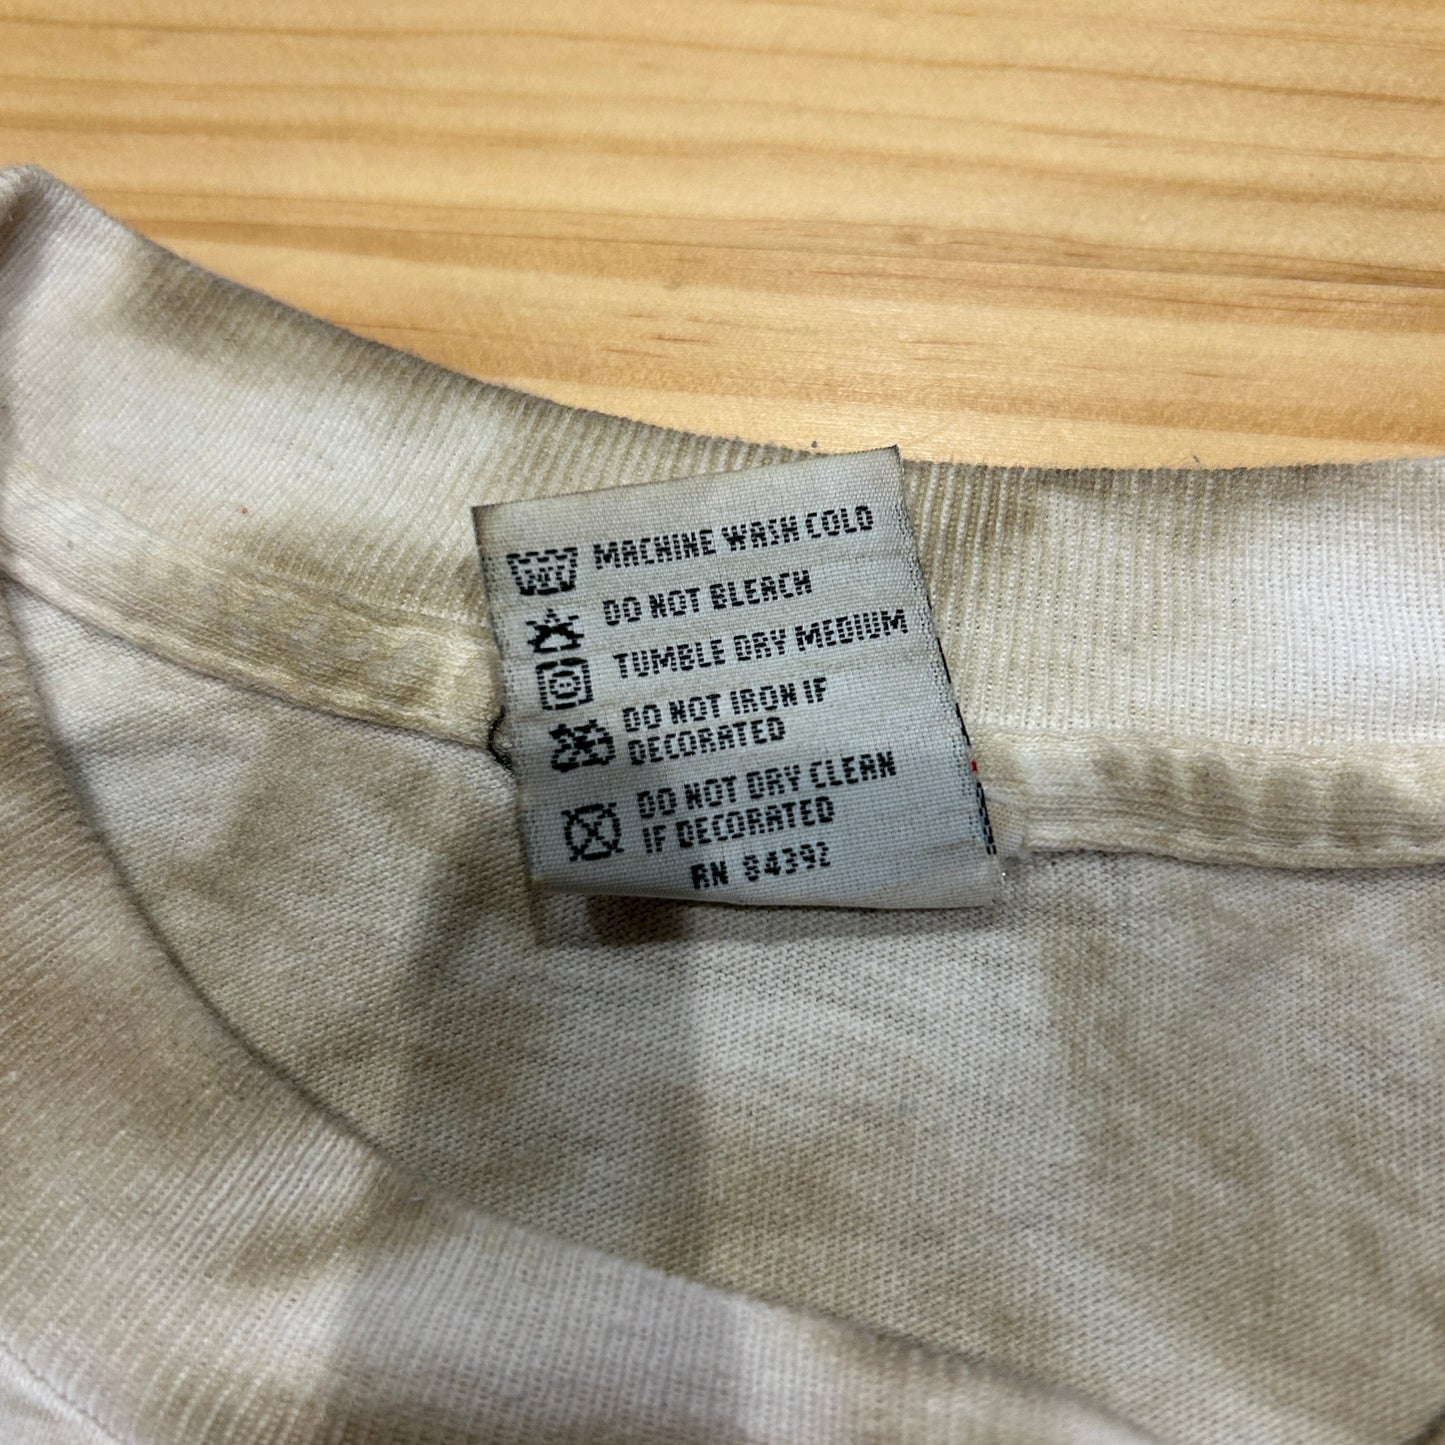 MACHINE WASH COLD
DO NOT BLEACH
TUMBLE DRY MEDIUM
DO NOT IRON IF
DECORATED
DO NOT DRY CLEAN
IF DECORATED
RN 84392